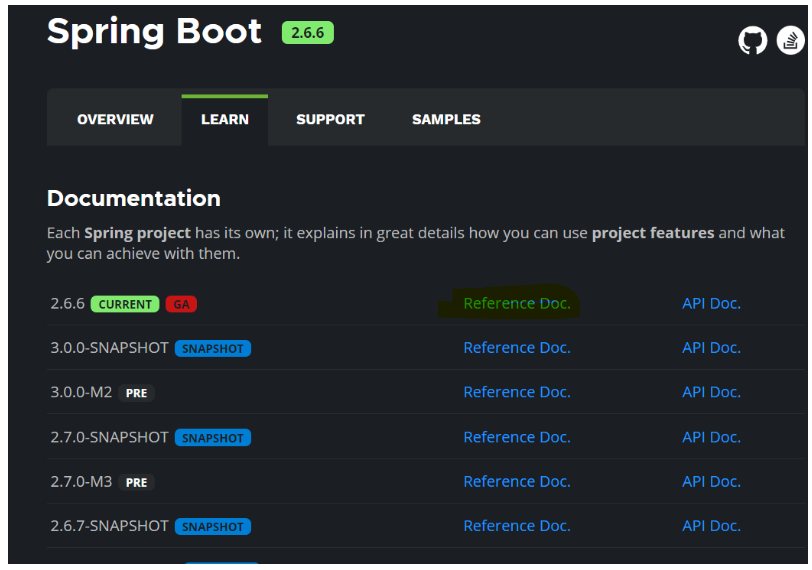 Spring Boot 2.6.6
OVERVIEW LEARN SUPPORT SAMPLES
Documentation
Each Spring project has its own; it explains in great details how you can use project features and what
you can achieve with them.
2.6.6 CURRENT GA Reference Doc. API Doc.
3.0.0-SNAPSHOT SNAPSHOT Reference Doc. API Doc.
3.0.0-M2 PRE Reference Doc. API Doc.
2.7.0-SNAPSHOT SNAPSHOT Reference Doc. API Doc.
2.7.0-M3 PRE Reference Doc. API Doc.
2.6.7-SNAPSHOT SNAPSHOT Reference Doc. API Doc.